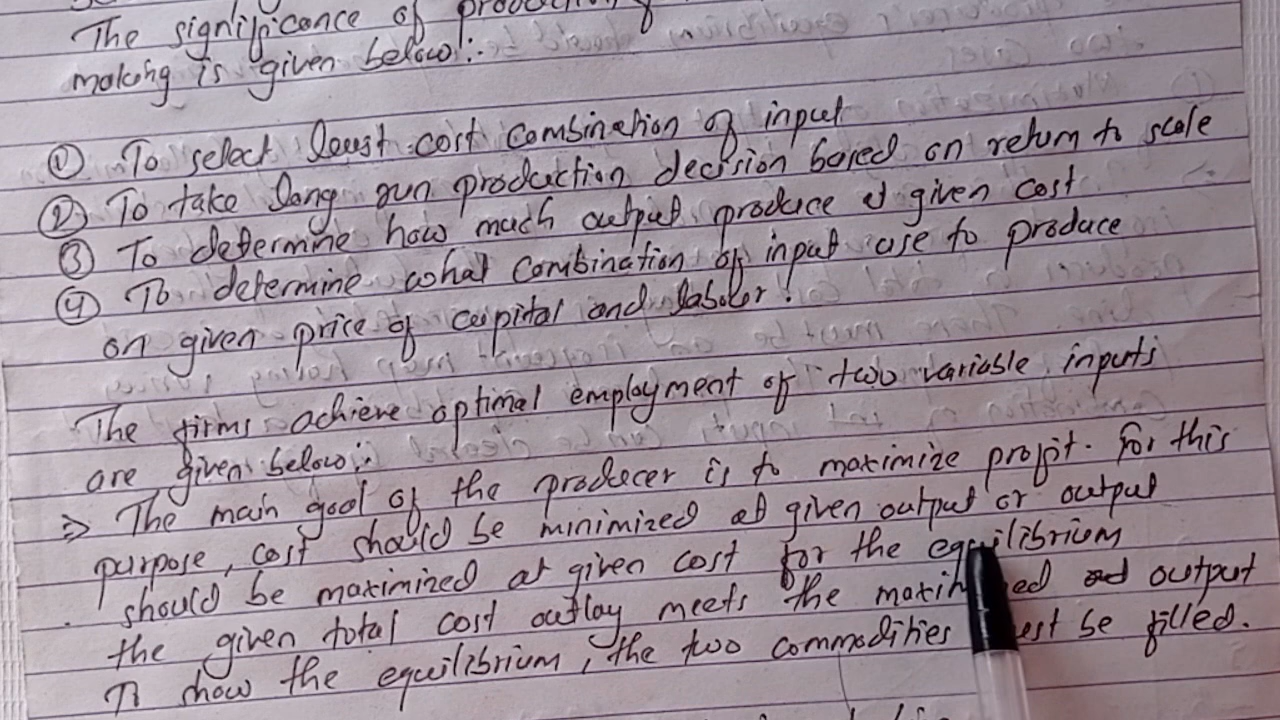 The significance of production
making is given below:-
① To select least cost combination of input
② To take long run production decision based on return to scale
③ To determine how much output produce at given cost
④ To determine what combination of input use to produce
on given price of capital and labour.
The firms achieve optimal employment of two variable inputs
are given below:-
⇒ The main goal of the producer is to maximize profit. For this
purpose, cost should be minimized at given output or output
should be maximized at given cost for the equilibrium
the given total cost outlay meets the output
To show the equilibrium, the two commodities be filled.